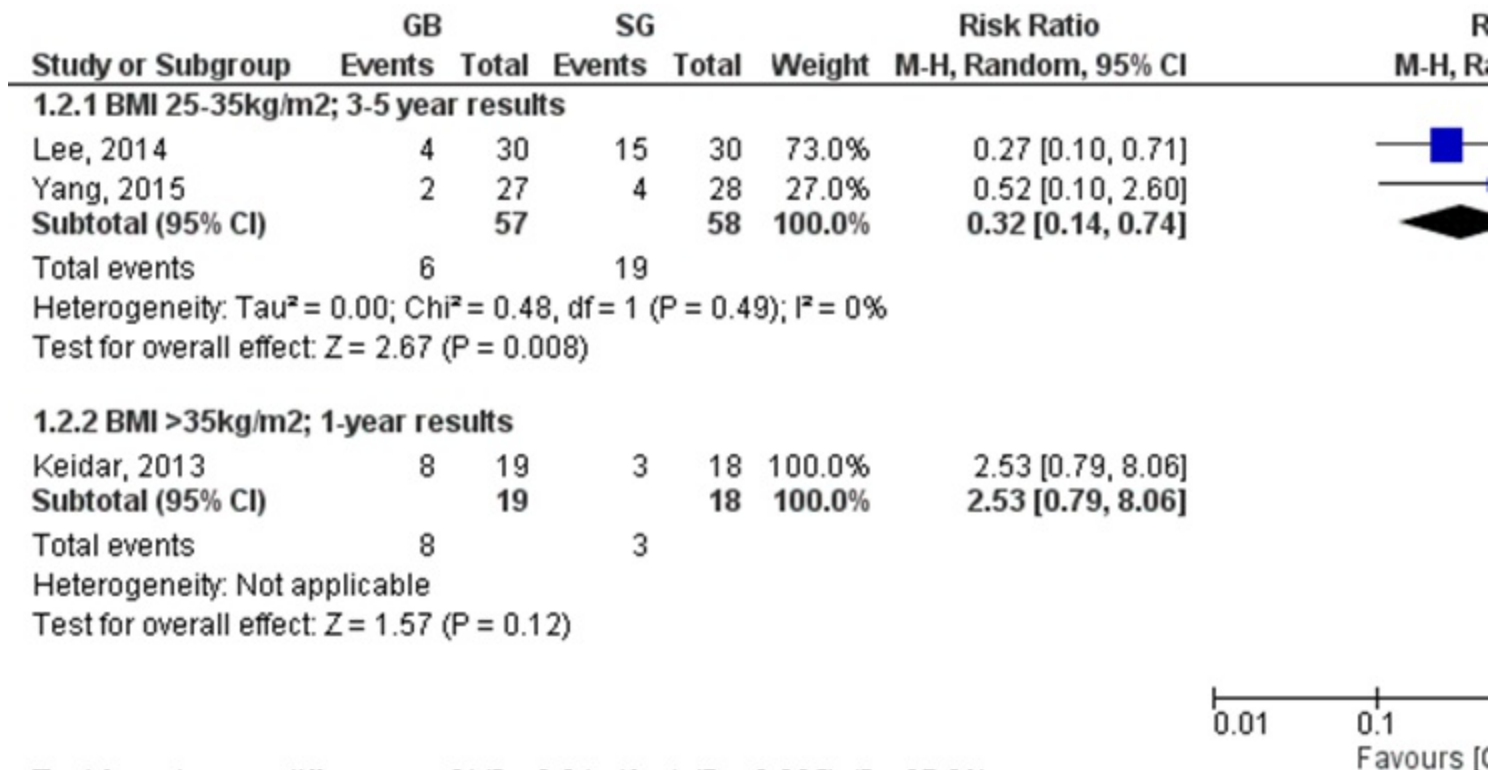 GB SG Risk Ratio R
Study or Subgroup Events Total Events Total Weight M-H, Random, 95% CI M-H, Ra
1.2.1 BMI 25-35kg/m2; 3-5 year results
Lee, 2014 4 30 15 30 73.0% 0.27 [0.10, 0.71]
Yang, 2015 2 27 4 28 27.0% 0.52 [0.10, 2.60]
Subtotal (95% CI) 57 58 100.0% 0.32 [0.14, 0.74]
Total events 6 19
Heterogeneity: Tau² = 0.00; Chi² = 0.48, df = 1 (P = 0.49); I² = 0%
Test for overall effect: Z = 2.67 (P = 0.008)
1.2.2 BMI >35kg/m2; 1-year results
Keidar, 2013 8 19 3 18 100.0% 2.53 [0.79, 8.06]
Subtotal (95% CI) 19 18 100.0% 2.53 [0.79, 8.06]
Total events 8 3
Heterogeneity: Not applicable
Test for overall effect: Z = 1.57 (P = 0.12)
0.01 0.1
Favours [